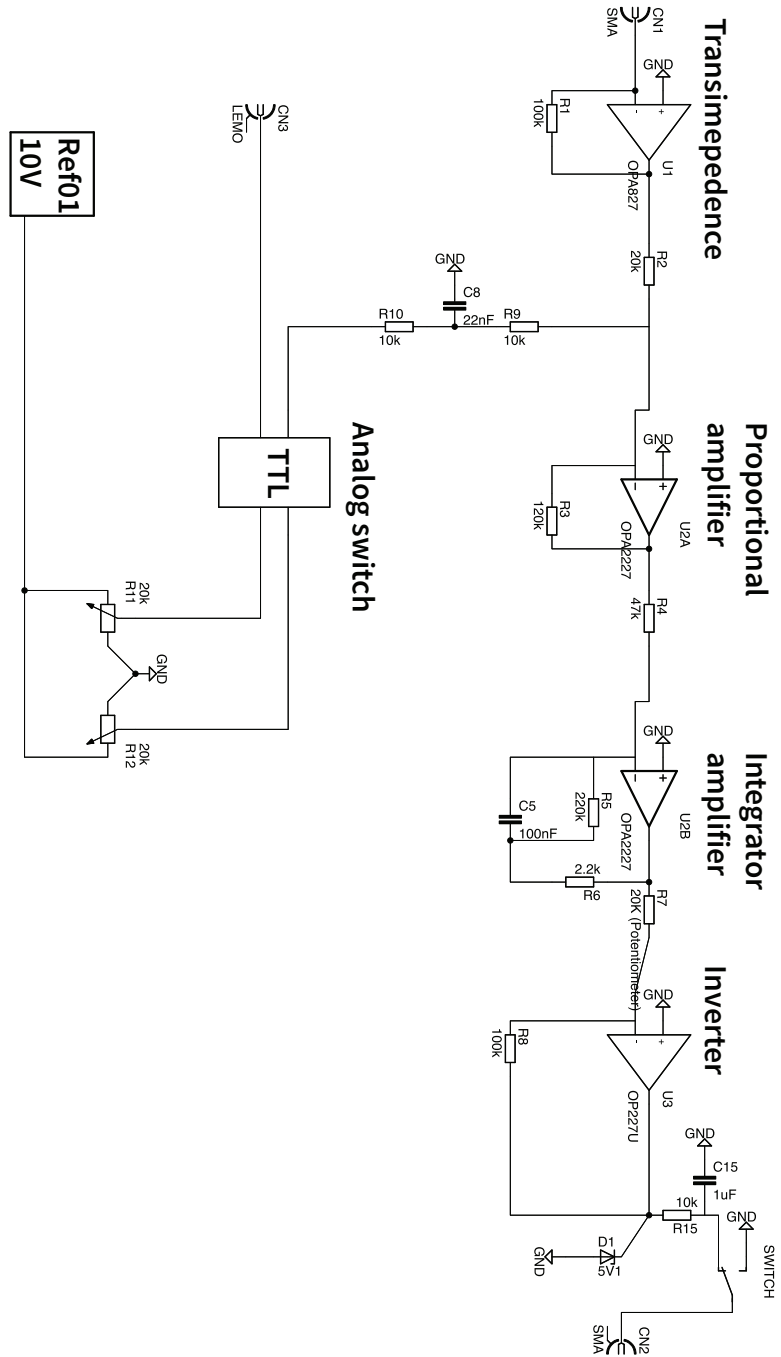 Transimepedence
Proportional
amplifier
Integrator
amplifier
Inverter
CN1
SMA
GND
R1
100k
U1
OPA827
R2
20k
GND
C8
22nF
R10
10k
R9
10k
GND
R3
120k
U2A
OPA2227
R4
47k
GND
C5
100nF
R5
220k
2.2k
R6
U2B
OPA2227
R7
20K (Potentiometer)
GND
R8
100k
U3
OP227U
GND
C15
1uF
10k
R15
GND
SWITCH
D1
5V1
GND
CN2
SMA
CN3
LEMO
Analog switch
TTL
Ref01
10V
20k
R11
GND
20k
R12